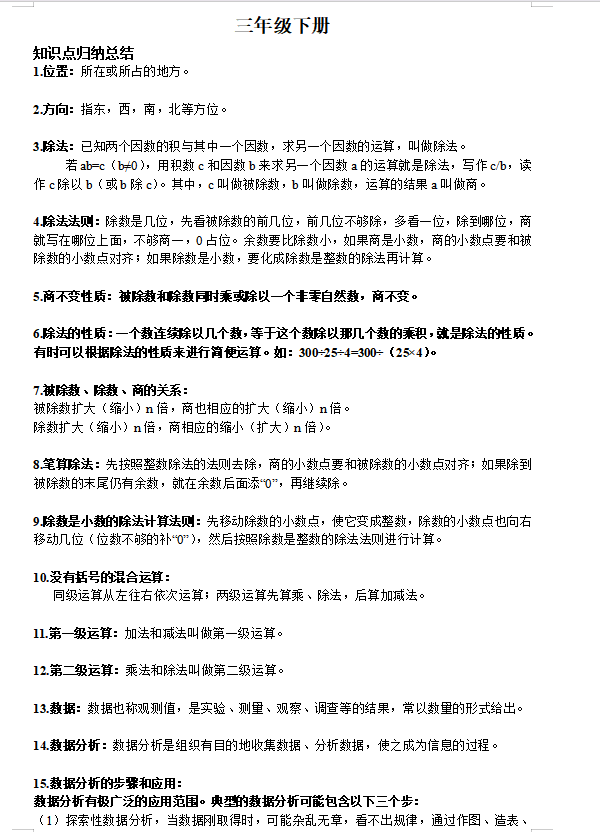 三年级下册
知识点归纳总结
1.位置：所在或所占的地方。
2.方向：指东，西，南，北等方位。
3.除法：已知两个因数的积与其中一个因数，求另一个因数的运算，叫做除法。
若 ab=c（b≠0），用积数 c 和因数 b 来求另一个因数 a 的运算就是除法，写作 c/b，读
作 c 除以 b（或 b 除 c）。其中，c 叫做被除数，b 叫做除数，运算的结果 a 叫做商。
4.除法法则：除数是几位，先看被除数的前几位，前几位不够除，多看一位，除到哪位，商
就写在哪位上面，不够商一，0 占位。余数要比除数小，如果商是小数，商的小数点要和被
除数的小数点对齐；如果除数是小数，要化成除数是整数的除法再计算。
5.商不变性质：被除数和除数同时乘或除以一个非零自然数，商不变。
6.除法的性质：一个数连续除以几个数，等于这个数除以那几个数的乘积，就是除法的性质。
有时可以根据除法的性质来进行简便运算。如：300÷25÷4=300÷（25×4）。
7.被除数、除数、商的关系：
被除数扩大（缩小）n 倍，商也相应的扩大（缩小）n 倍。
除数扩大（缩小）n 倍，商相应的缩小（扩大）n 倍）。
8.笔算除法：先按照整数除法的法则去除，商的小数点要和被除数的小数点对齐；如果除到
被除数的末尾仍有余数，就在余数后面添“0”，再继续除。
9.除数是小数的除法计算法则：先移动除数的小数点，使它变成整数，除数的小数点也向右
移动几位（位数不够的补“0”），然后按照除数是整数的除法法则进行计算。
10.没有括号的混合运算：
同级运算从左往右依次运算；两级运算先算乘、除法，后算加减法。
11.第一级运算：加法和减法叫做第一级运算。
12.第二级运算：乘法和除法叫做第二级运算。
13.数据：数据也称观测值，是实验、测量、观察、调查等的结果，常以数量的形式给出。
14.数据分析：数据分析是组织有目的地收集数据、分析数据，使之成为信息的过程。
15.数据分析的步骤和应用：
数据分析有极广泛的应用范围。典型的数据分析可能包含以下三个步：
（1）探索性数据分析，当数据刚取得时，可能杂乱无章，看不出规律，通过作图、造表、